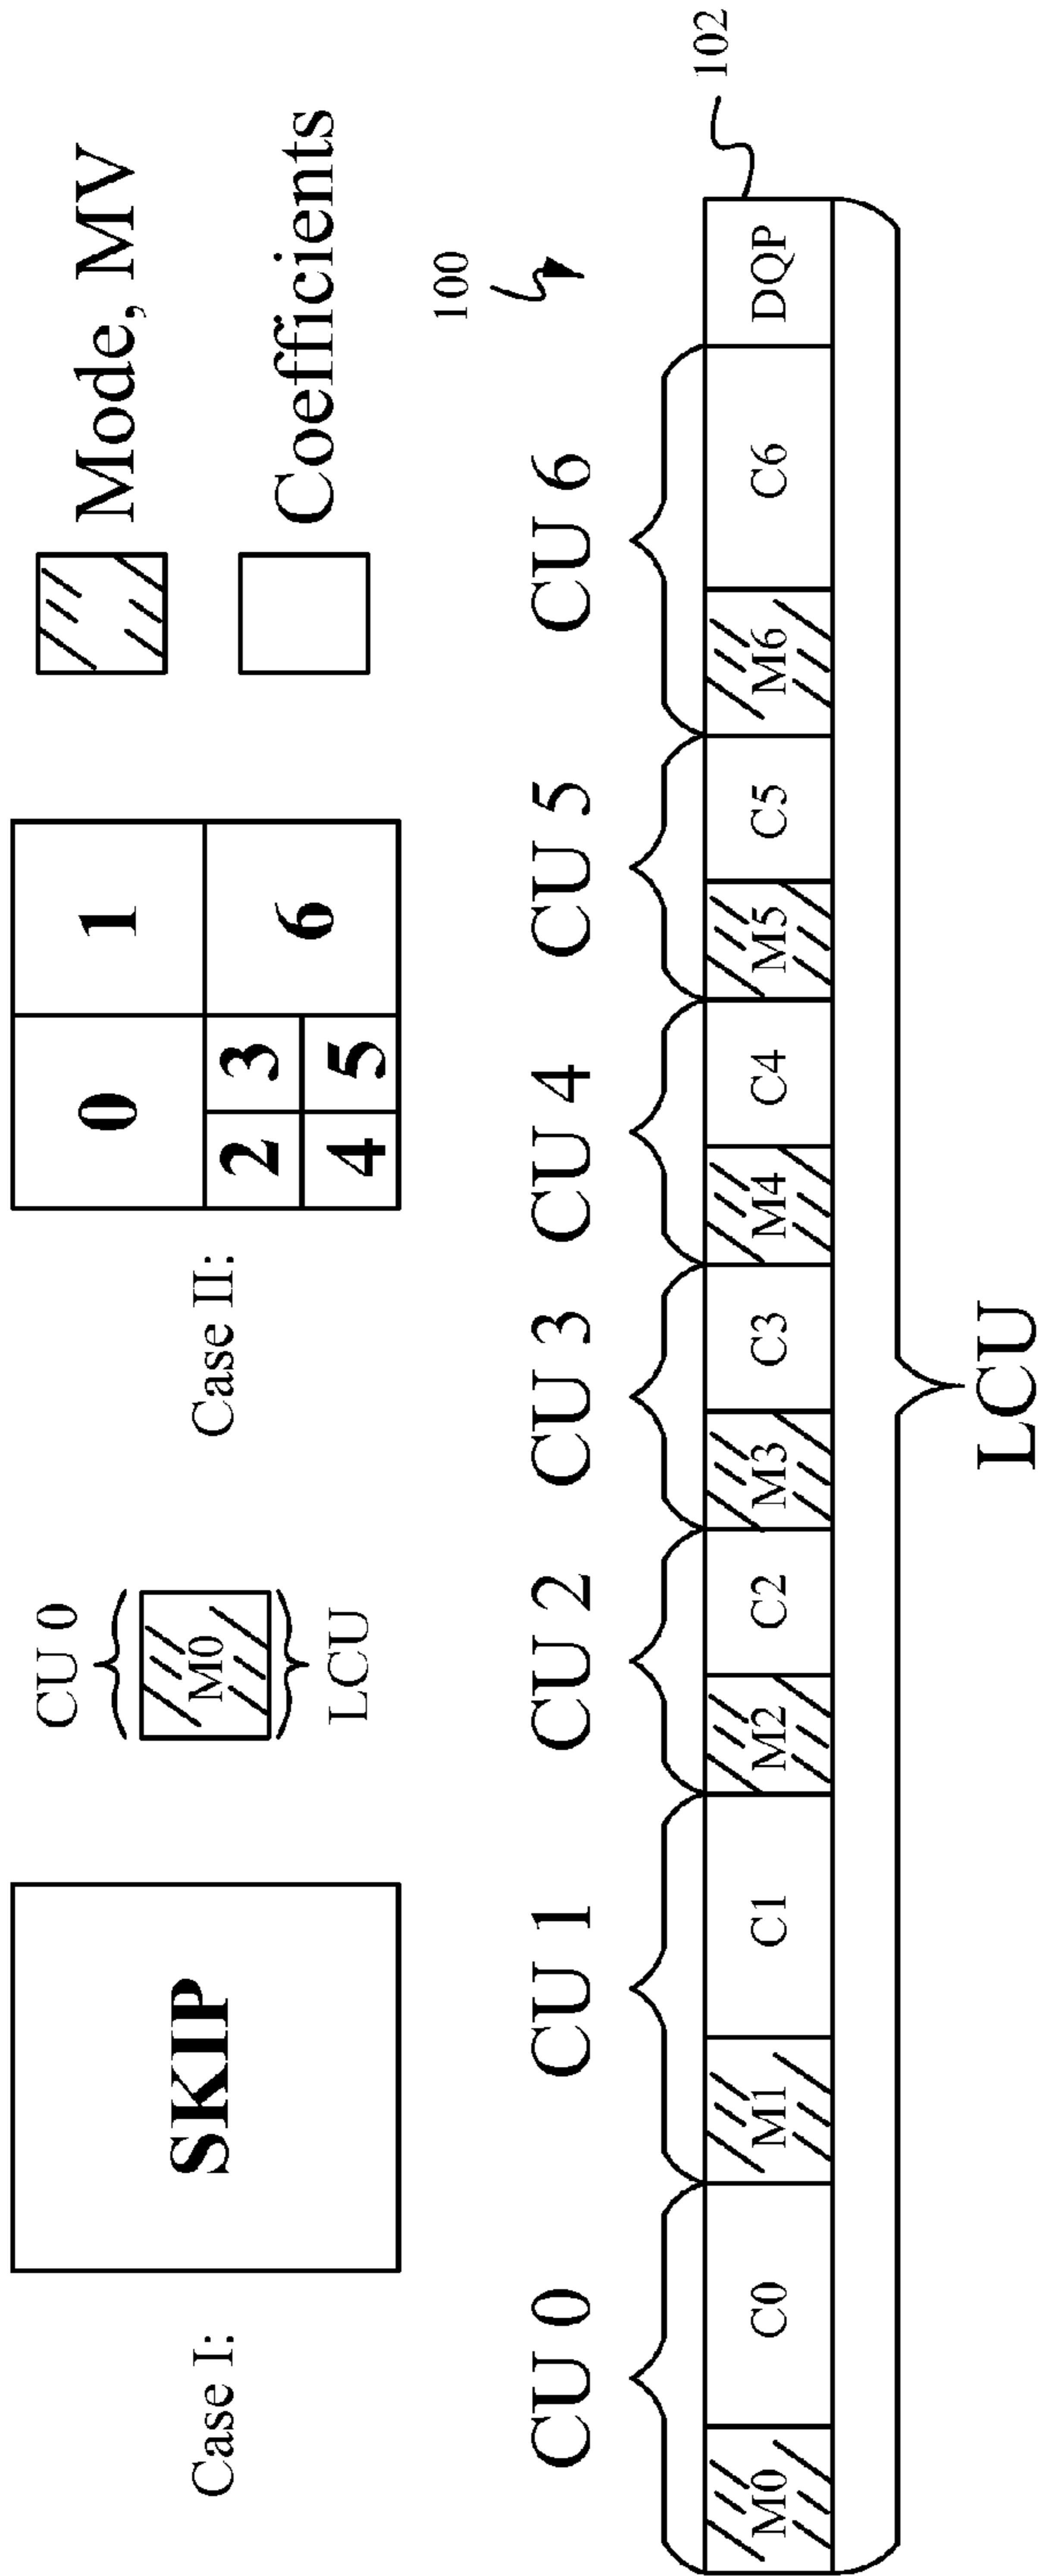 Case I:
SKIP
CU 0
M0
LCU
Case II:
0
1
2
3
4
5
6
Mode, MV
Coefficients
100
CU 0
CU 1
CU 2
CU 3
CU 4
CU 5
CU 6
M0
C0
M1
C1
M2
C2
M3
C3
M4
C4
M5
C5
M6
C6
DQP
102
LCU